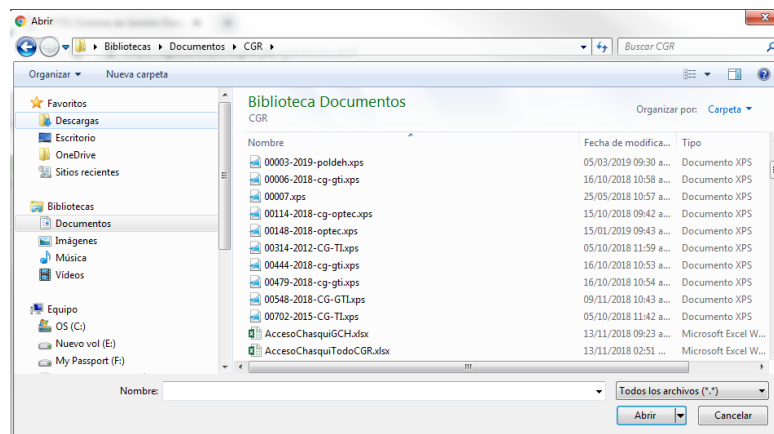 Abrir
Bibliotecas Documentos CGR
Buscar CGR
Organizar Nueva carpeta
Favoritos
Descargas
Escritorio
OneDrive
Sitios recientes
Bibliotecas
Documentos
Imágenes
Música
Vídeos
Equipo
OS (C:)
Nuevo vol (E:)
My Passport (F:)
Biblioteca Documentos
CGR
Organizar por: Carpeta
Nombre Fecha de modifica... Tipo
00003-2019-poldeh.xps 05/03/2019 09:30 a... Documento XPS
00006-2018-cg-gti.xps 16/10/2018 10:58 a... Documento XPS
00007.xps 25/05/2018 10:57 a... Documento XPS
00114-2018-cg-optec.xps 15/10/2018 09:42 a... Documento XPS
00148-2018-optec.xps 15/01/2019 09:43 a... Documento XPS
00314-2012-CG-TI.xps 05/10/2018 11:59 a... Documento XPS
00444-2018-cg-gti.xps 16/10/2018 10:53 a... Documento XPS
00479-2018-cg-gti.xps 16/10/2018 10:54 a... Documento XPS
00548-2018-CG-GTI.xps 09/11/2018 10:43 a... Documento XPS
00702-2015-CG-TI.xps 05/10/2018 11:42 a... Documento XPS
AccesoChasquiGCH.xlsx 13/11/2018 09:23 a... Microsoft Excel W...
AccesoChasquiTodoCGR.xlsx 13/11/2018 02:51 ... Microsoft Excel W...
Nombre: Todos los archivos (*.*)
Abrir Cancelar